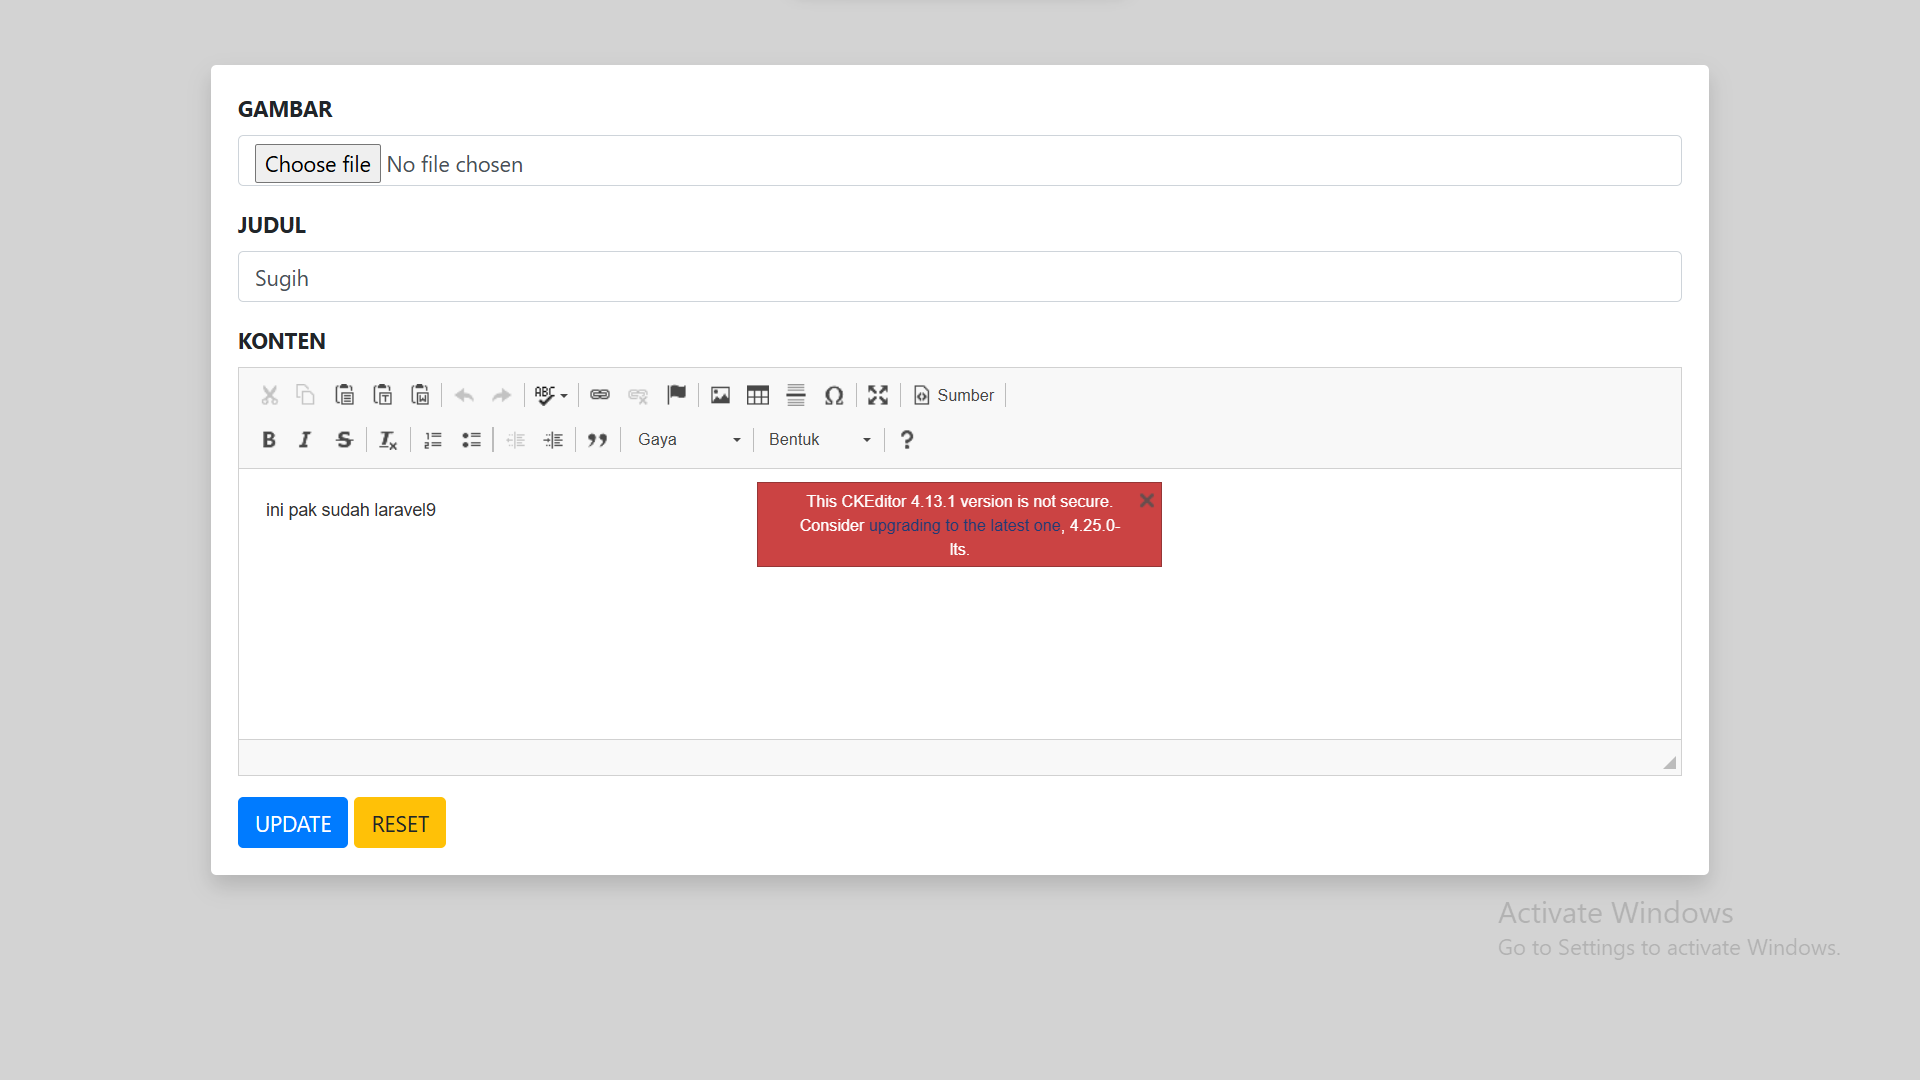 GAMBAR
Choose file No file chosen
JUDUL
Sugih
KONTEN
Sumber
Gaya Bentuk
ini pak sudah laravel9
This CKEditor 4.13.1 version is not secure.
Consider upgrading to the latest one, 4.25.0-
lts.
UPDATE RESET
Activate Windows
Go to Settings to activate Windows.